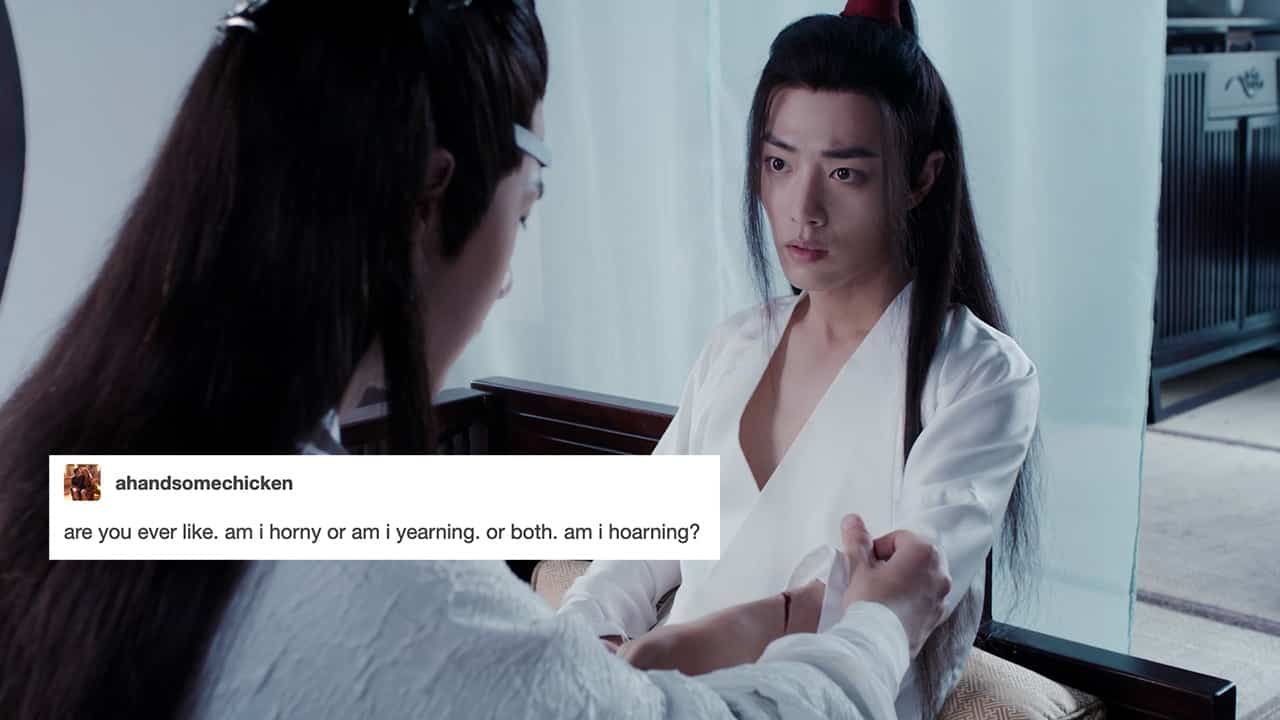 ahandsomechicken
are you ever like. am i horny or am i yearning. or both. am i hoarning?